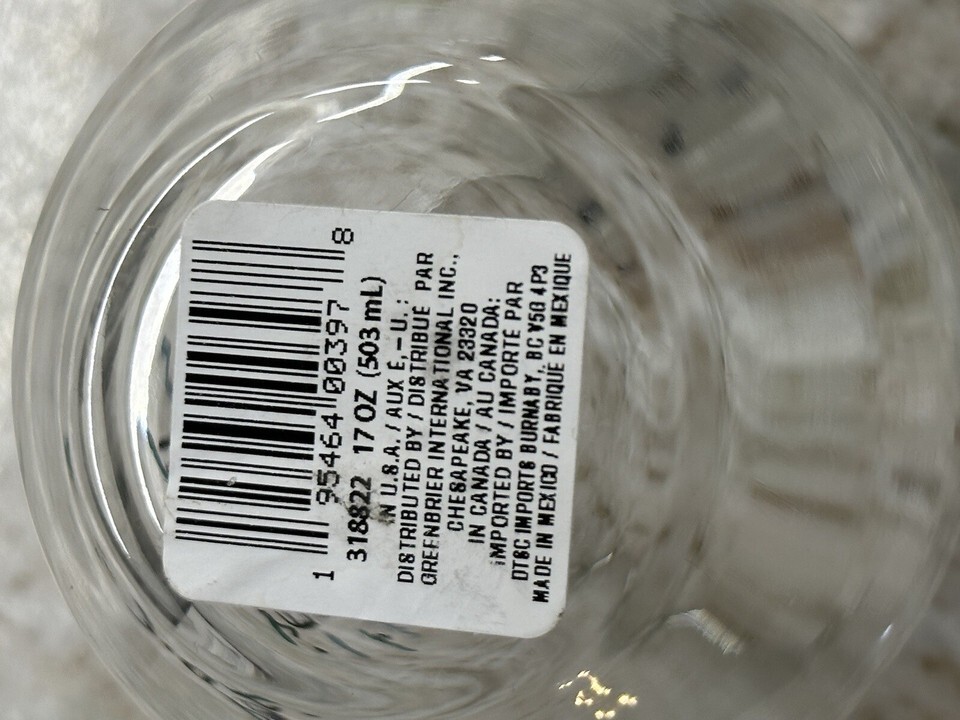 1 95464 00397 8
318822 17 OZ (503 mL)
IN U.S.A. / AUX É.-U.:
DISTRIBUTED BY / DISTRIBUÉ PAR
GREENBRIER INTERNATIONAL INC.,
CHESAPEAKE, VA 23320
IN CANADA / AU CANADA:
IMPORTED BY / IMPORTE PAR
DTSC IMPORTS BURNABY, BC V5G 4P3
MADE IN MEXICO / FABRIQUE EN MEXIQUE